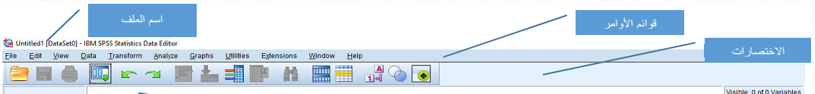 اسم الملف
قوائم الأوامر
Untitled1 [DataSet0] - IBM SPSS Statistics Data Editor
الاختصارات
File Edit View Data Transform Analyze Graphs Utilities Extensions Window Help
Visible: 0 of 0 Variables